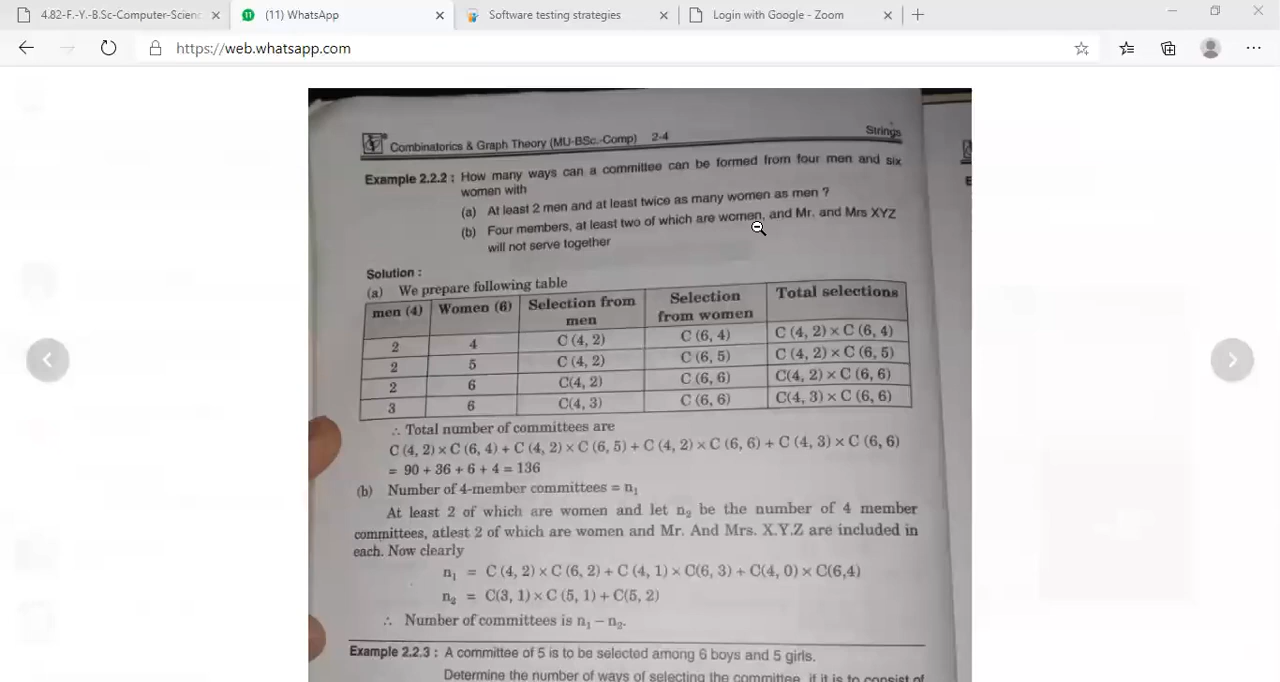 4.82-F.-Y.-B.Sc-Computer-Scienc
(11) WhatsApp
Software testing strategies
Login with Google - Zoom
https://web.whatsapp.com
Combinatorics & Graph Theory (MU-BSc.-Comp) 2-4 Strings
Example 2.2.2 : How many ways can a committee can be formed from four men and six
women with
(a) At least 2 men and at least twice as many women as men ?
(b) Four members, at least two of which are women, and Mr. and Mrs XYZ
will not serve together
Solution :
(a) We prepare following table
men (4) Women (6) Selection from men Selection from women Total selections
2 4 C (4, 2) C (6, 4) C (4, 2) × C (6, 4)
2 5 C (4, 2) C (6, 5) C (4, 2) × C (6, 5)
2 6 C(4, 2) C (6, 6) C(4, 2) × C (6, 6)
3 6 C(4, 3) C (6, 6) C(4, 3) × C (6, 6)
∴ Total number of committees are
C (4, 2) × C (6, 4) + C (4, 2) × C (6, 5) + C (4, 2) × C (6, 6) + C (4, 3) × C (6, 6)
= 90 + 36 + 6 + 4 = 136
(b) Number of 4-member committees = n₁
At least 2 of which are women and let n₂ be the number of 4 member
committees, atlest 2 of which are women and Mr. And Mrs. X.Y.Z are included in
each. Now clearly
n₁ = C (4, 2) × C (6, 2) + C (4, 1) × C(6, 3) + C(4, 0) × C(6,4)
n₂ = C(3, 1) × C (5, 1) + C(5, 2)
∴ Number of committees is n₁ – n₂.
Example 2.2.3 : A committee of 5 is to be selected among 6 boys and 5 girls.
Determine the number of ways of selecting the committee, if it is to consist of